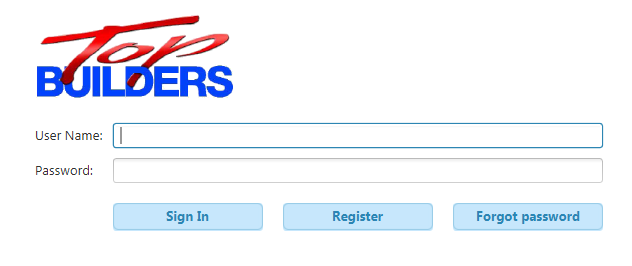 Top
BUILDERS
User Name:
Password:
Sign In Register Forgot password